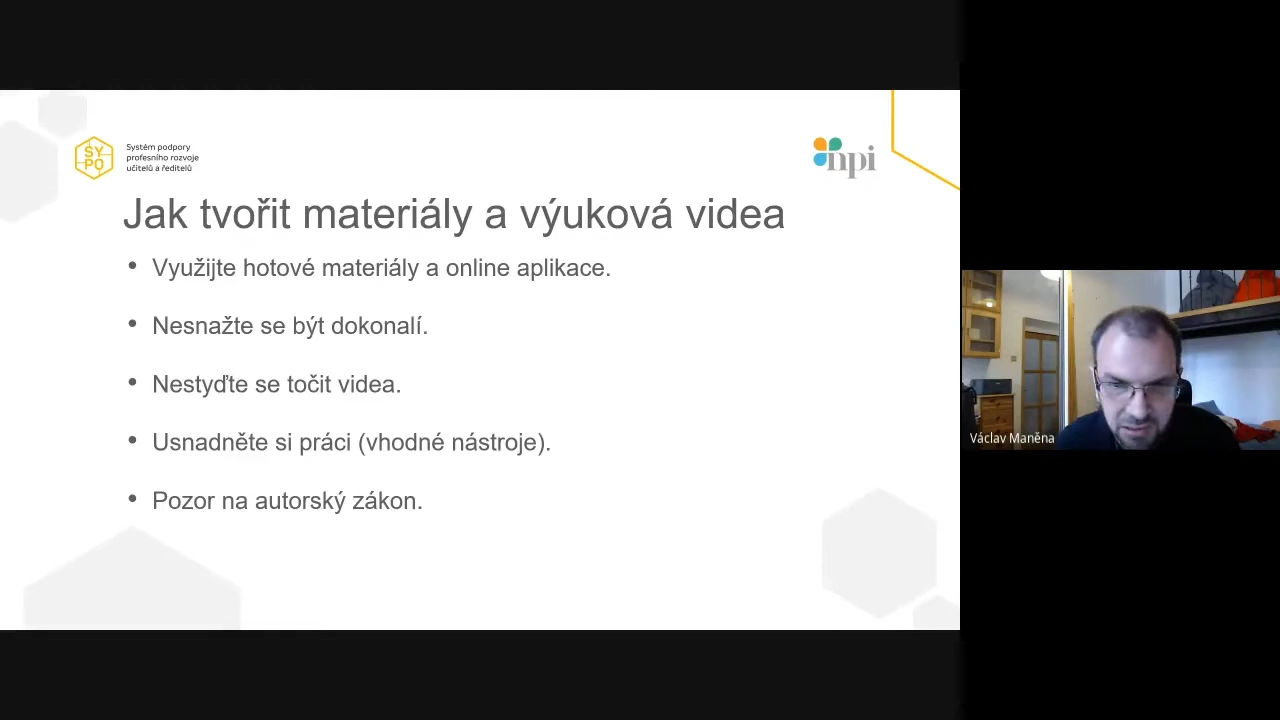 SY
PO
Systém podpory
profesního rozvoje
učitelů a ředitelů
npi
Jak tvořit materiály a výuková videa
• Využijte hotové materiály a online aplikace.
• Nesnažte se být dokonalí.
• Nestyďte se točit videa.
• Usnadněte si práci (vhodné nástroje).
• Pozor na autorský zákon.
Václav Maněna